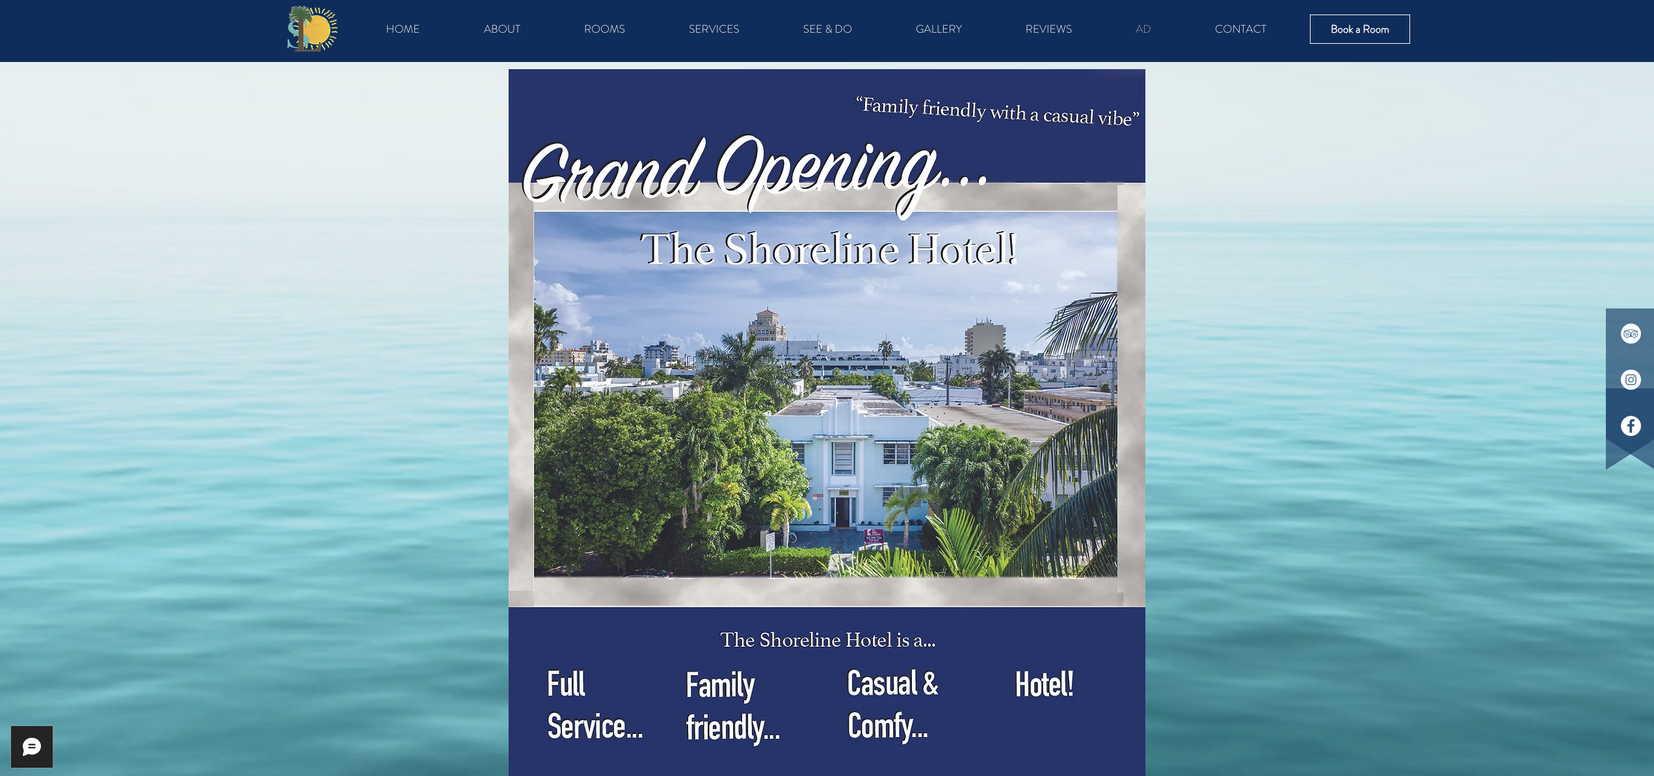 HOME ABOUT ROOMS SERVICES SEE & DO GALLERY REVIEWS AD CONTACT Book a Room
“Family friendly with a casual vibe”
Grand Opening...
The Shoreline Hotel!
The Shoreline Hotel is a...
Full Service...
Family friendly...
Casual & Comfy...
Hotel!